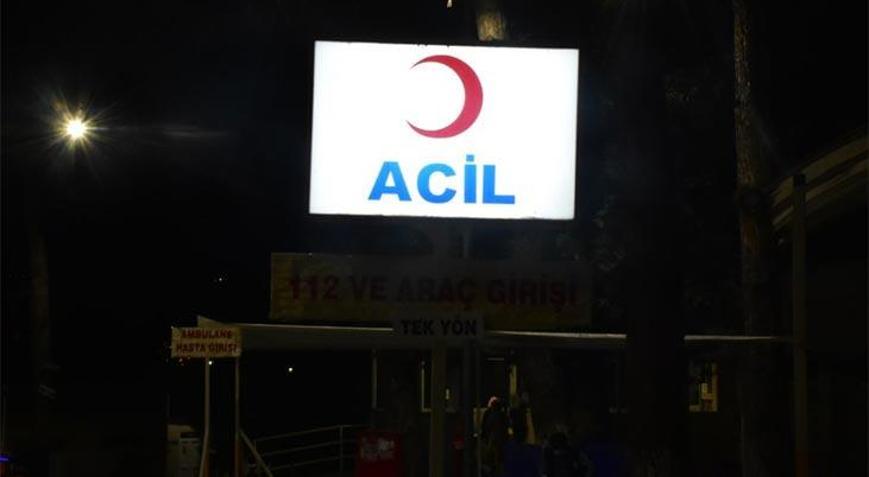 ACİL
112 VE ARAÇ GİRİŞİ
TEK YÖN
AMBULANS
HASTA GİRİŞİ